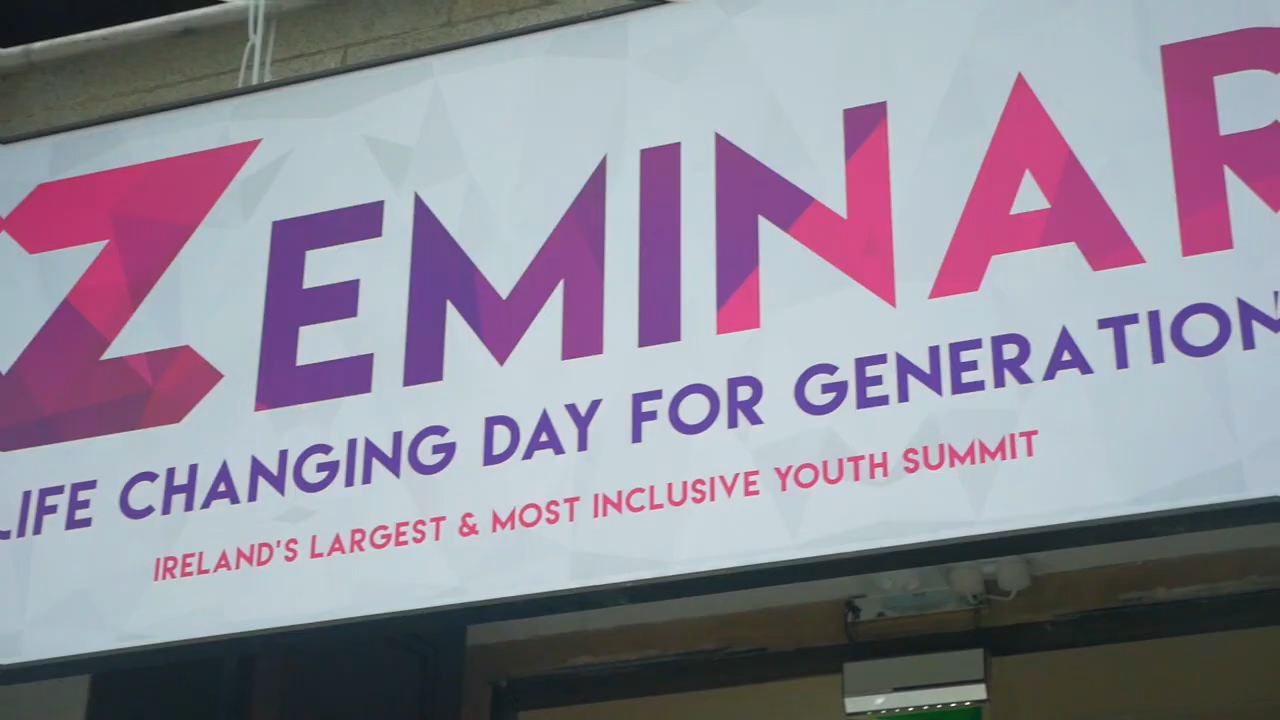 ZEMINAR
LIFE CHANGING DAY FOR GENERATION
IRELAND'S LARGEST & MOST INCLUSIVE YOUTH SUMMIT